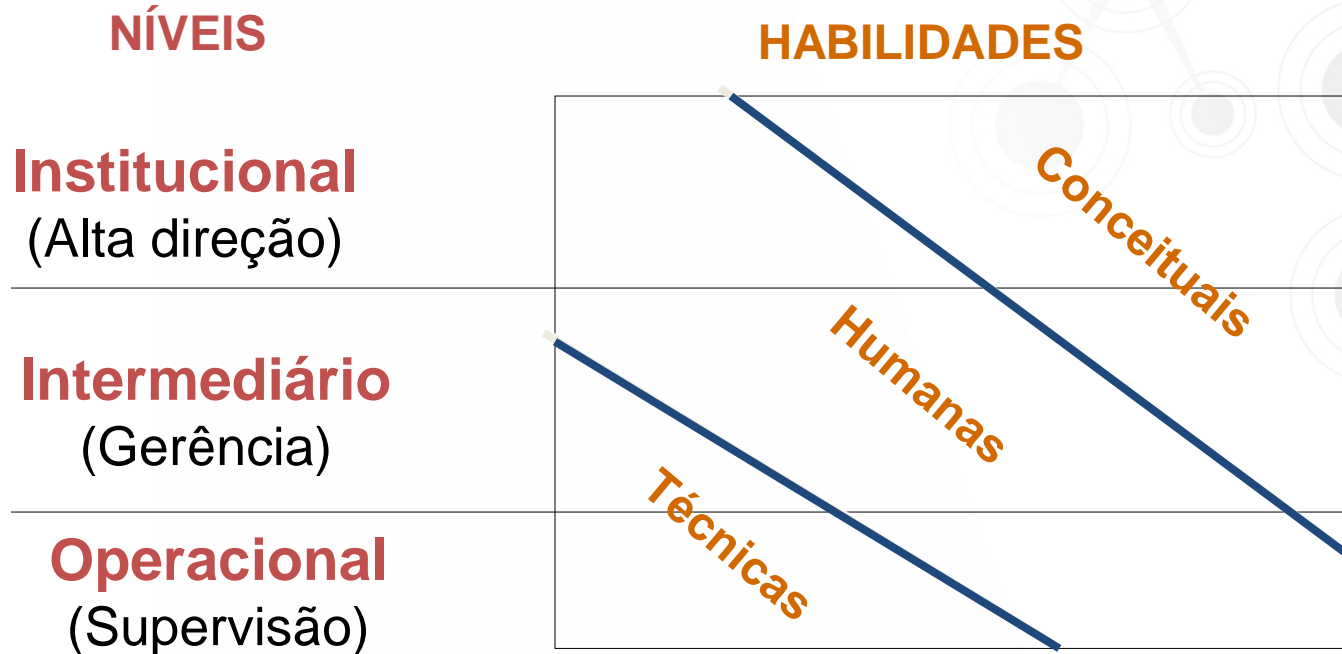 NÍVEIS
HABILIDADES
Institucional
(Alta direção)
Conceituais
Intermediário
(Gerência)
Humanas
Operacional
(Supervisão)
Técnicas